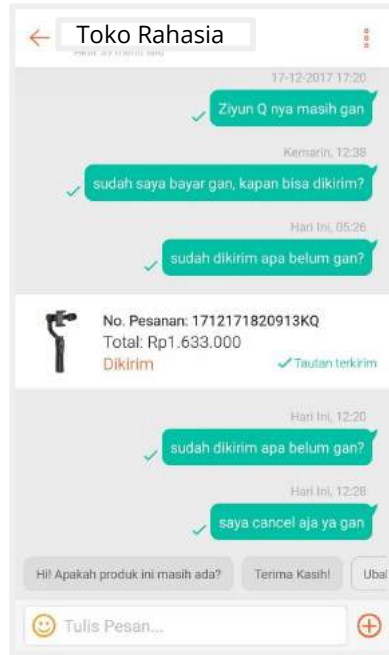 Toko Rahasia
17-12-2017 17:20
Ziyun Q nya masih gan
Kemarin, 12:38
sudah saya bayar gan, kapan bisa dikirim?
Hari Ini, 05:26
sudah dikirim apa belum gan?
No. Pesanan: 1712171820913KQ
Total: Rp1.633.000
Dikirim
Tautan terkirim
Hari Ini, 12:20
sudah dikirim apa belum gan?
Hari Ini, 12:28
saya cancel aja ya gan
Hi! Apakah produk ini masih ada?
Terima Kasih!
Ubal
Tulis Pesan...